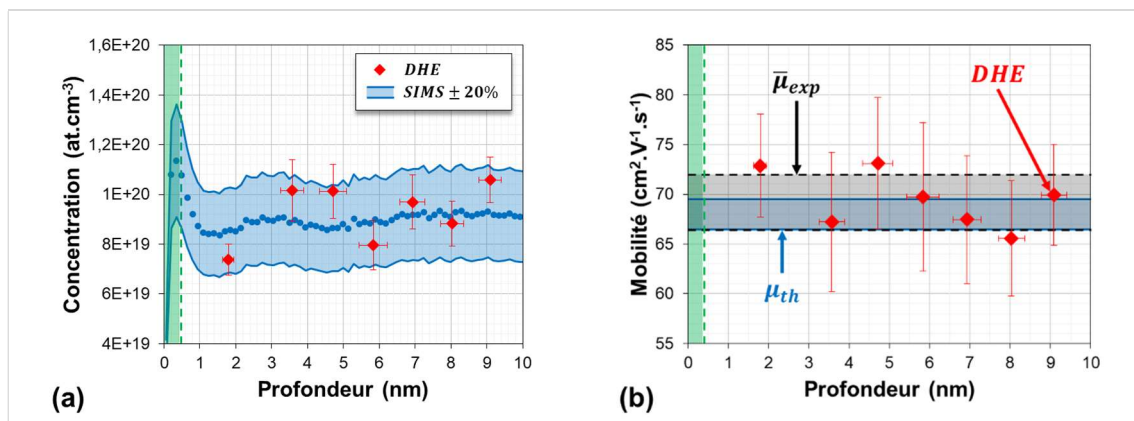 1,6E+20
1,4E+20
1,2E+20
1E+20
8E+19
6E+19
4E+19
Concentration (at.cm-3)
DHE
SIMS ± 20%
0 1 2 3 4 5 6 7 8 9 10
Profondeur (nm)
(a)
85
80
75
70
65
60
55
Mobilité (cm².V-1.s-1)
μ̅exp
DHE
μth
0 1 2 3 4 5 6 7 8 9 10
Profondeur (nm)
(b)